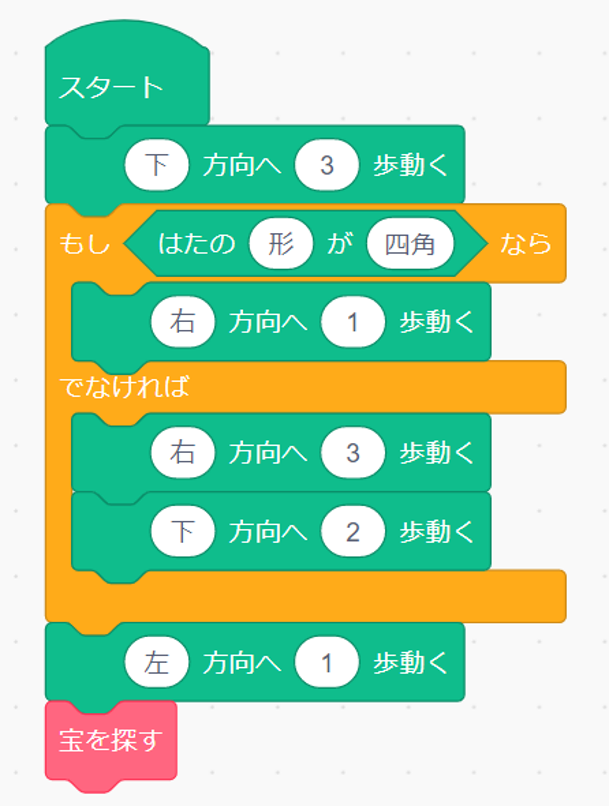 スタート
下 方向へ 3 歩動く
もし はたの 形 が 四角 なら
右 方向へ 1 歩動く
でなければ
右 方向へ 3 歩動く
下 方向へ 2 歩動く
左 方向へ 1 歩動く
宝を探す